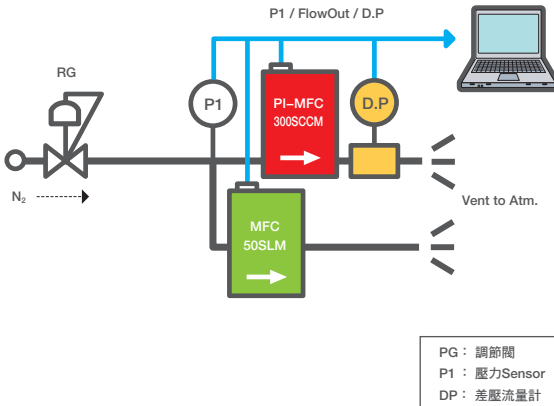 P1 / FlowOut / D.P
RG
P1
PI-MFC
300SCCM
D.P
N₂
Vent to Atm.
MFC
50SLM
PG： 調節閥
P1： 壓力Sensor
DP： 差壓流量計